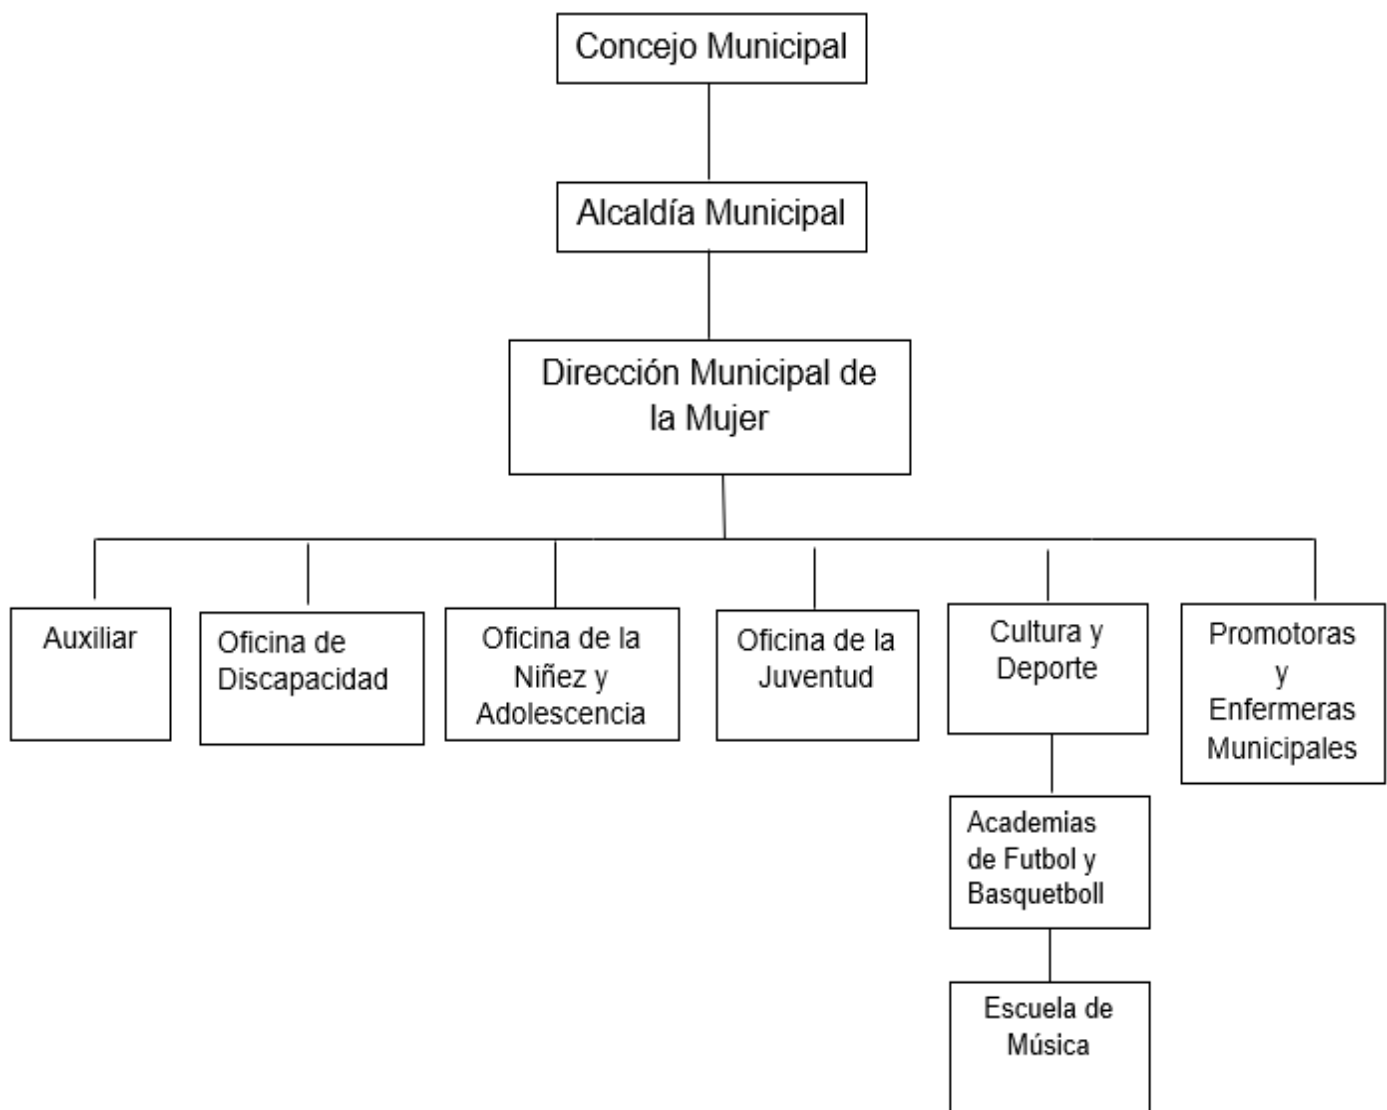 Concejo Municipal
Alcaldía Municipal
Dirección Municipal de
la Mujer
Auxiliar
Oficina de
Discapacidad
Oficina de la
Niñez y
Adolescencia
Oficina de la
Juventud
Cultura y
Deporte
Promotoras
y
Enfermeras
Municipales
Academias
de Futbol y
Basquetboll
Escuela de
Música